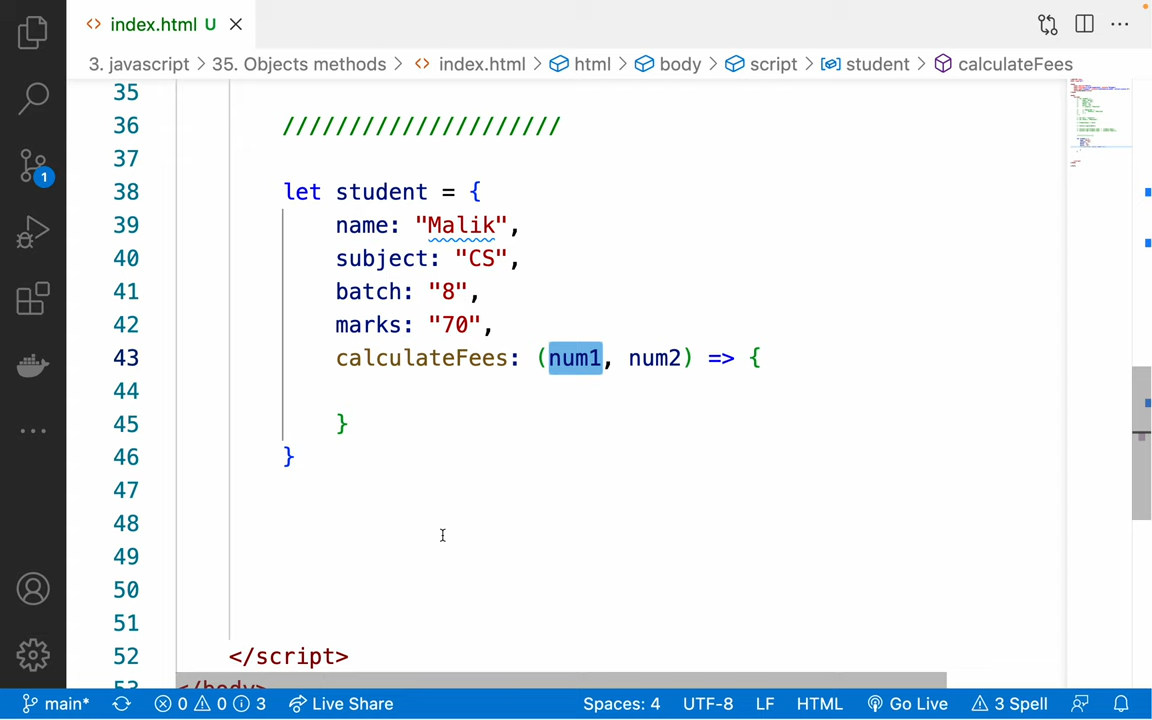 index.html U
3. javascript > 35. Objects methods > index.html > html > body > script > student > calculateFees
35
36 /////////////////////
37
38 let student = {
39 name: "Malik",
40 subject: "CS",
41 batch: "8",
42 marks: "70",
43 calculateFees: (num1, num2) => {
44
45 }
46 }
47
48
49
50
51
52 </script>
53 </body>
1
main* 0 0 3 Live Share Spaces: 4 UTF-8 LF HTML Go Live 3 Spell